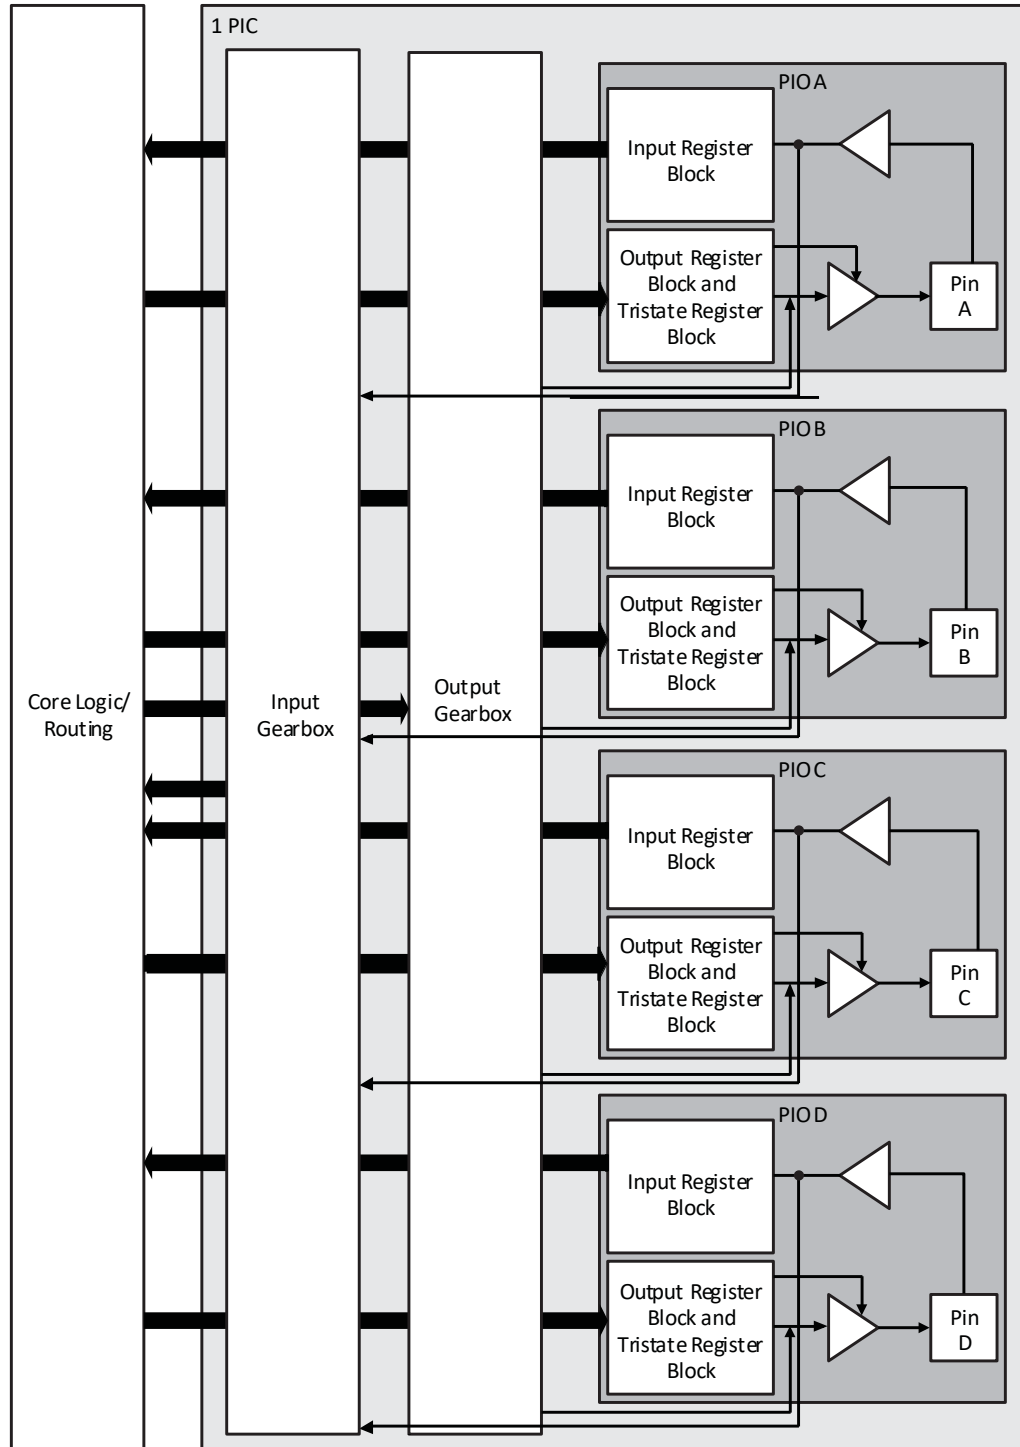 1 PIC
PIO A
Input Register
Block
Output Register
Block and
Tristate Register
Block
Pin
A
PIO B
Input Register
Block
Output Register
Block and
Tristate Register
Block
Pin
B
Core Logic/
Routing
Input
Gearbox
Output
Gearbox
PIO C
Input Register
Block
Output Register
Block and
Tristate Register
Block
Pin
C
PIO D
Input Register
Block
Output Register
Block and
Tristate Register
Block
Pin
D